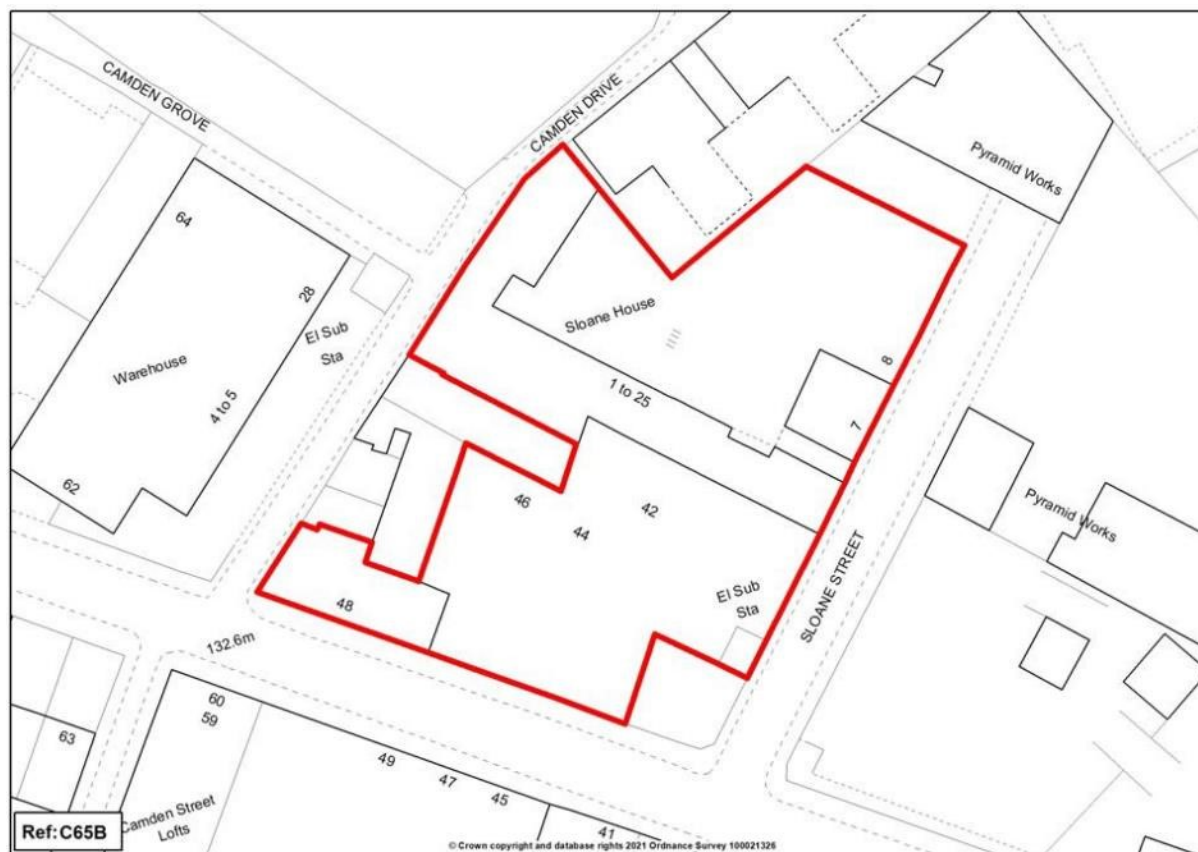 CAMDEN GROVE
CAMDEN DRIVE
Pyramid Works
64
28
El Sub
Sta
Sloane House
Warehouse
4 to 5
1 to 25
8
7
62
46
44
42
Pyramid Works
El Sub
Sta
SLOANE STREET
48
132.6m
60
59
63
49
47
45
41
Camden Street
Lofts
Ref:C65B
© Crown copyright and database rights 2021 Ordnance Survey 100021326